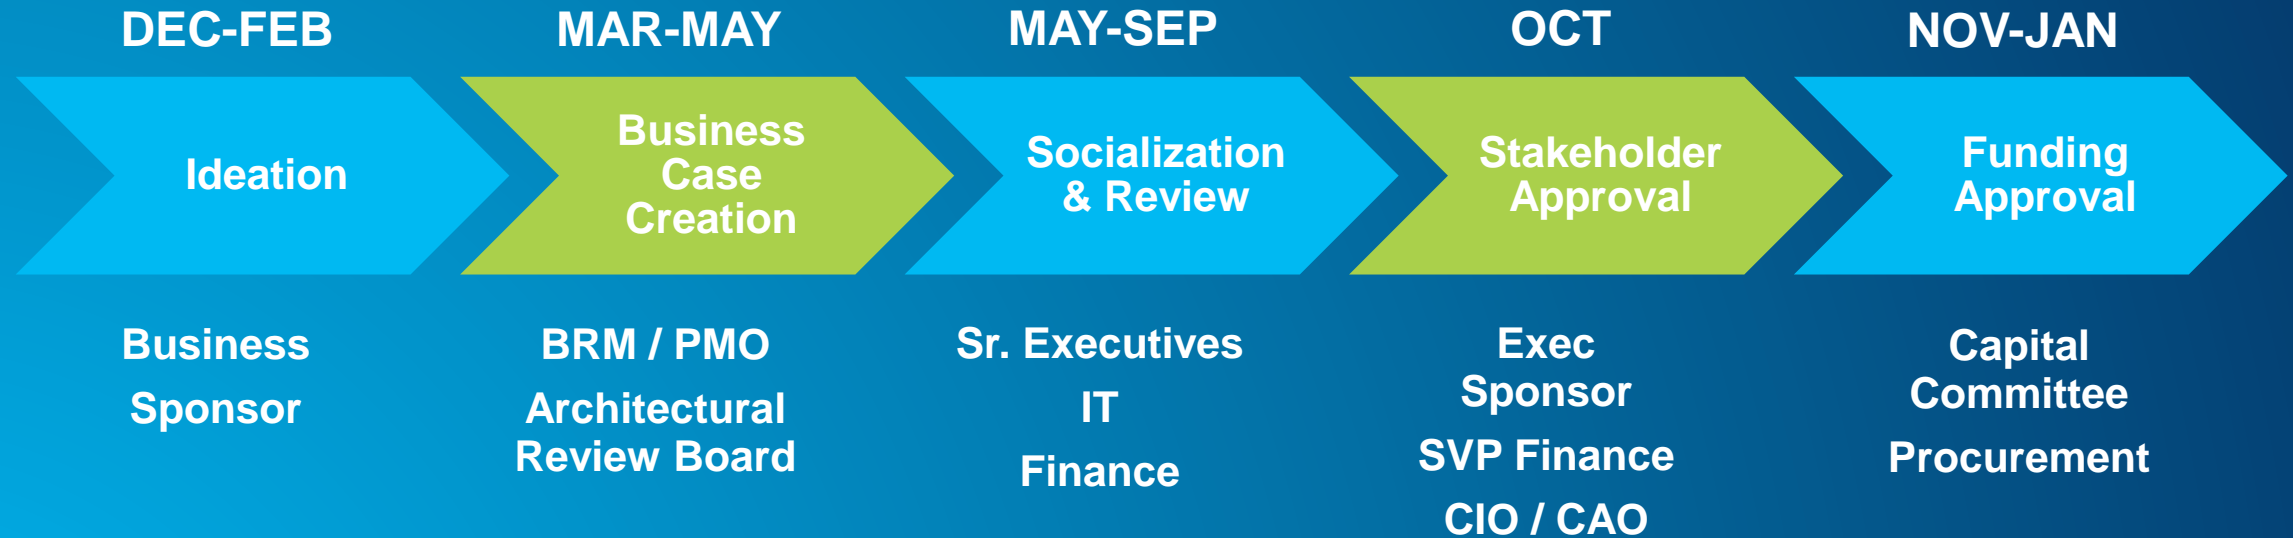 DEC-FEB
MAR-MAY
MAY-SEP
OCT
NOV-JAN
Ideation
Business
Case
Creation
Socialization
& Review
Stakeholder
Approval
Funding
Approval
Business
Sponsor
BRM / PMO
Architectural
Review Board
Sr. Executives
IT
Finance
Exec
Sponsor
SVP Finance
CIO / CAO
Capital
Committee
Procurement